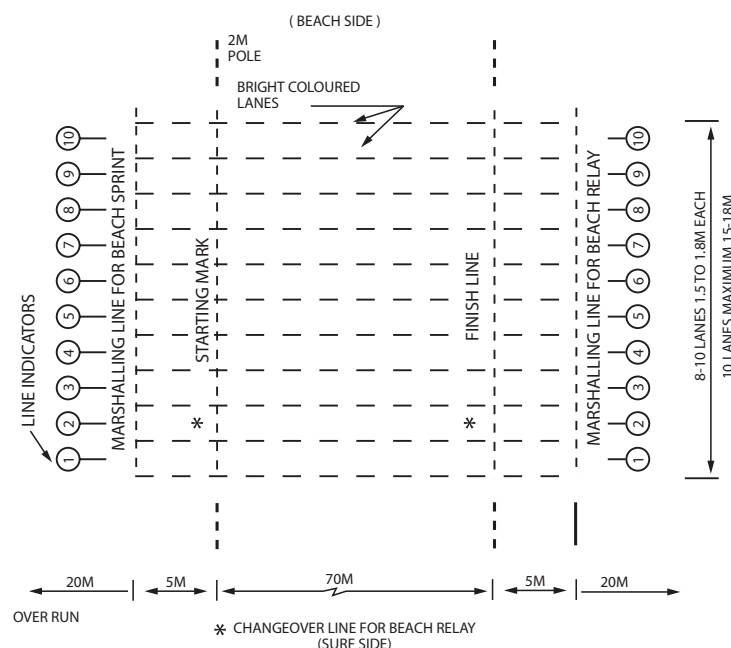 ( BEACH SIDE )
2M
POLE
BRIGHT COLOURED
LANES
10
9
8
7
6
5
4
3
2
1
LINE INDICATORS
MARSHALLING LINE FOR BEACH SPRINT
STARTING MARK
*
FINISH LINE
*
MARSHALLING LINE FOR BEACH RELAY
10
9
8
7
6
5
4
3
2
1
8-10 LANES 1.5 TO 1.8M EACH
10 LANES MAXIMUM 15-18M
20M
5M
70M
5M
20M
OVER RUN
* CHANGEOVER LINE FOR BEACH RELAY
(SURF SIDE)